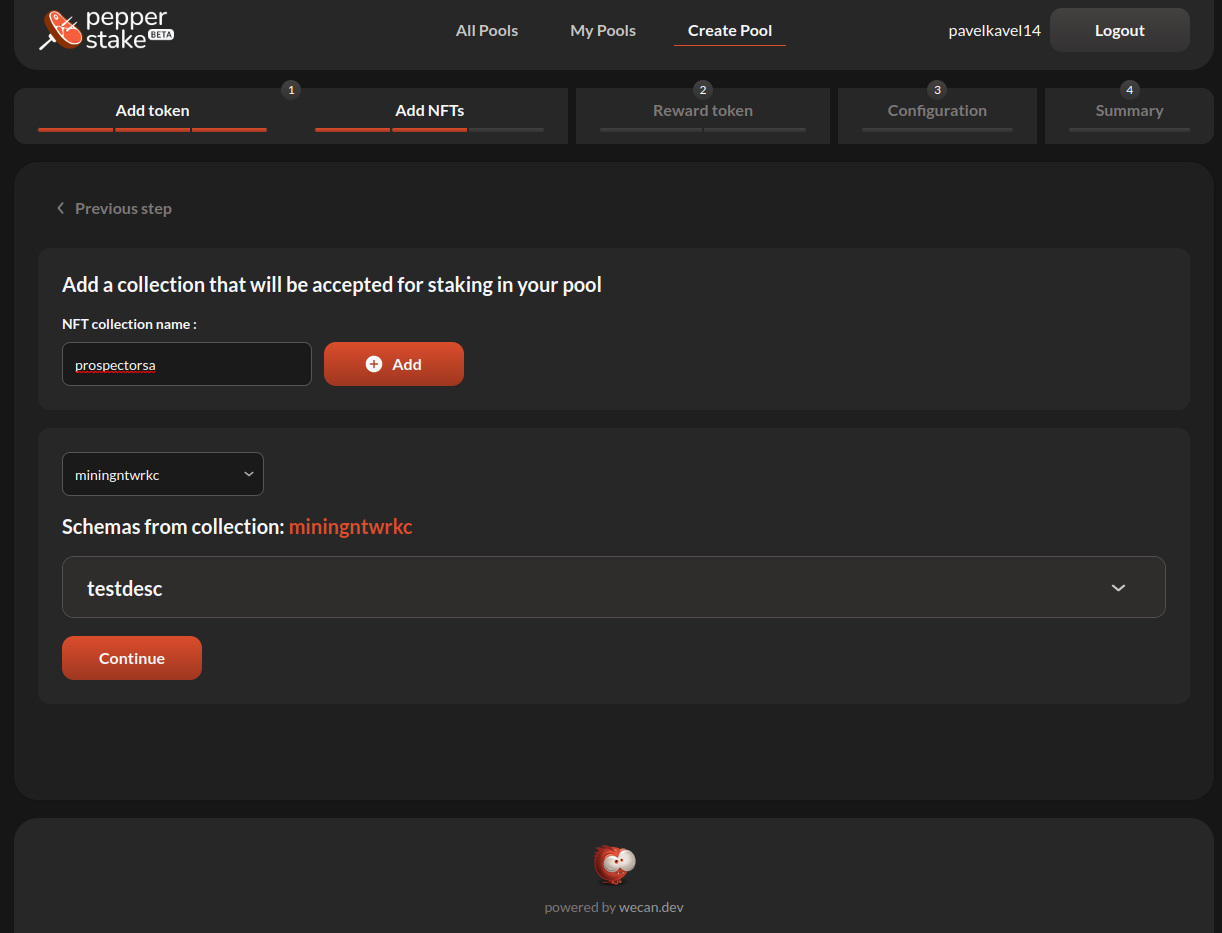 pepper
stake BETA
All Pools
My Pools
Create Pool
pavelkavel14
Logout
1
2
3
4
Add token
Add NFTs
Reward token
Configuration
Summary
Previous step
Add a collection that will be accepted for staking in your pool
NFT collection name :
prospectorsa
Add
miningntwrkc
Schemas from collection: miningntwrkc
testdesc
Continue
powered by wecan.dev